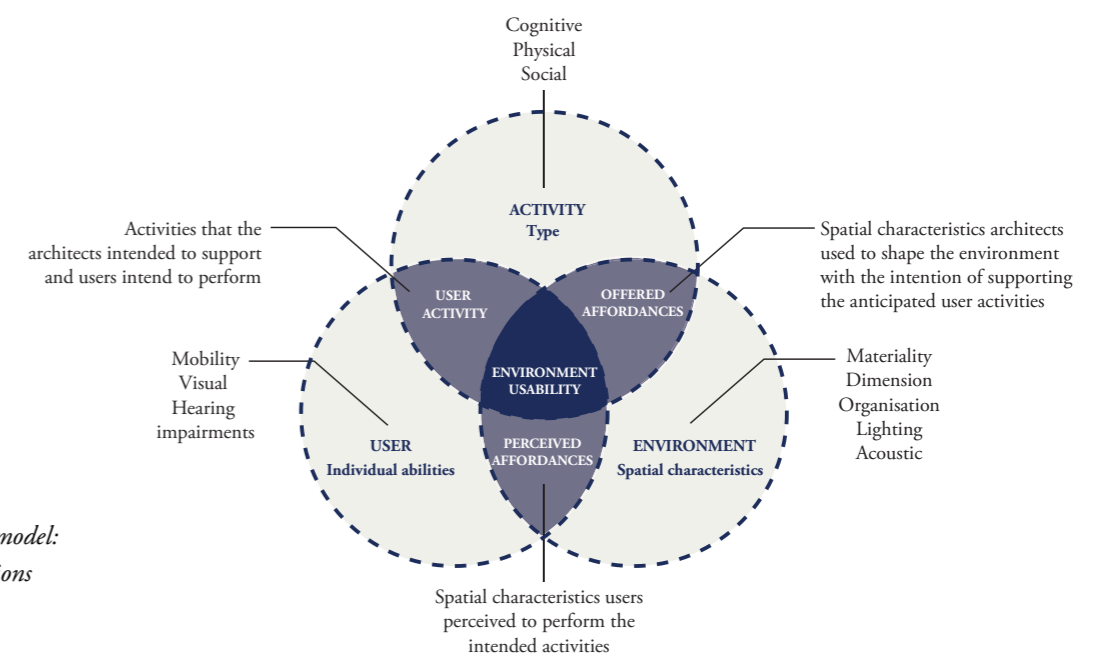 Cognitive
Physical
Social
ACTIVITY
Type
Activities that the
architects intended to support
and users intend to perform
Spatial characteristics architects
used to shape the environment
with the intention of supporting
the anticipated user activities
USER
ACTIVITY
OFFERED
AFFORDANCES
ENVIRONMENT
USABILITY
Mobility
Visual
Hearing
impairments
Materiality
Dimension
Organisation
Lighting
Acoustic
USER
Individual abilities
PERCEIVED
AFFORDANCES
ENVIRONMENT
Spatial characteristics
model:
ions
Spatial characteristics users
perceived to perform the
intended activities